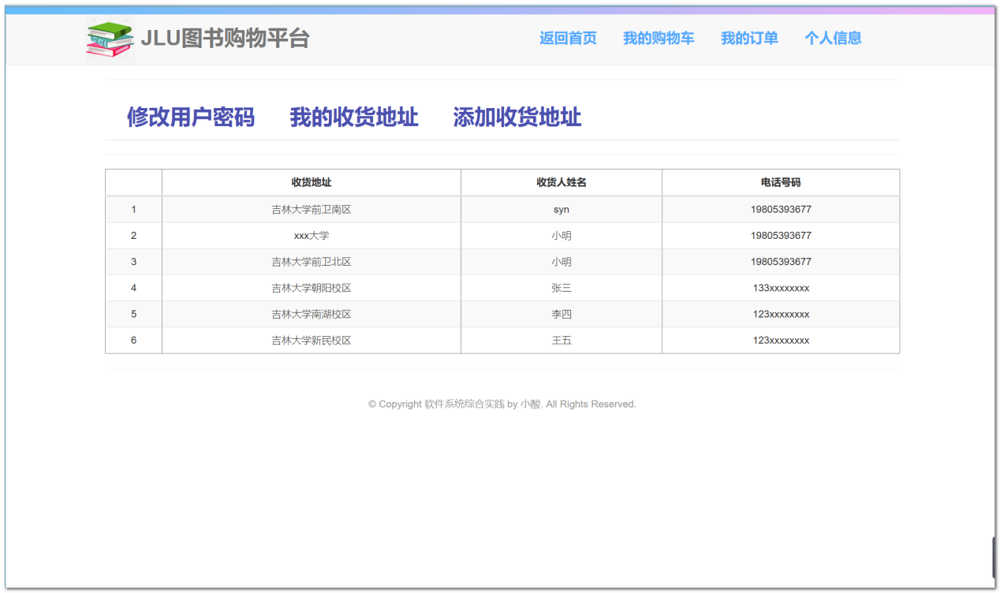 JLU图书购物平台 返回首页 我的购物车 我的订单 个人信息
修改用户密码 我的收货地址 添加收货地址
收货地址 收货人姓名 电话号码
1 吉林大学前卫南区 syn 19805393677
2 xxx大学 小明 19805393677
3 吉林大学前卫北区 小明 19805393677
4 吉林大学朝阳校区 张三 133xxxxxxxx
5 吉林大学南湖校区 李四 123xxxxxxxx
6 吉林大学新民校区 王五 123xxxxxxxx
© Copyright 软件系统综合实践 by 小酸. All Rights Reserved.